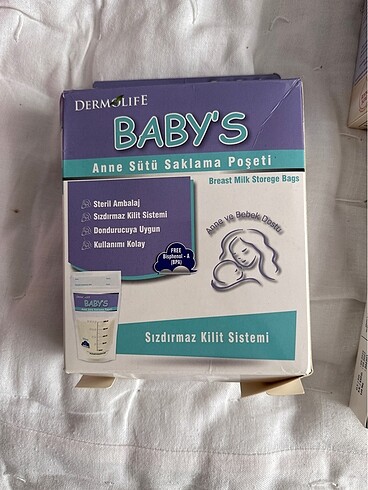 DERMOLIFE
BABY'S
Anne Sütü Saklama Poşeti
Breast Milk Storege Bags
Steril Ambalaj
Sızdırmaz Kilit Sistemi
Dondurucuya Uygun
Kullanımı Kolay
FREE
Bisphenol - A
(BPA)
Anne ve Bebek Dostu
BABY'S
Sızdırmaz Kilit Sistemi